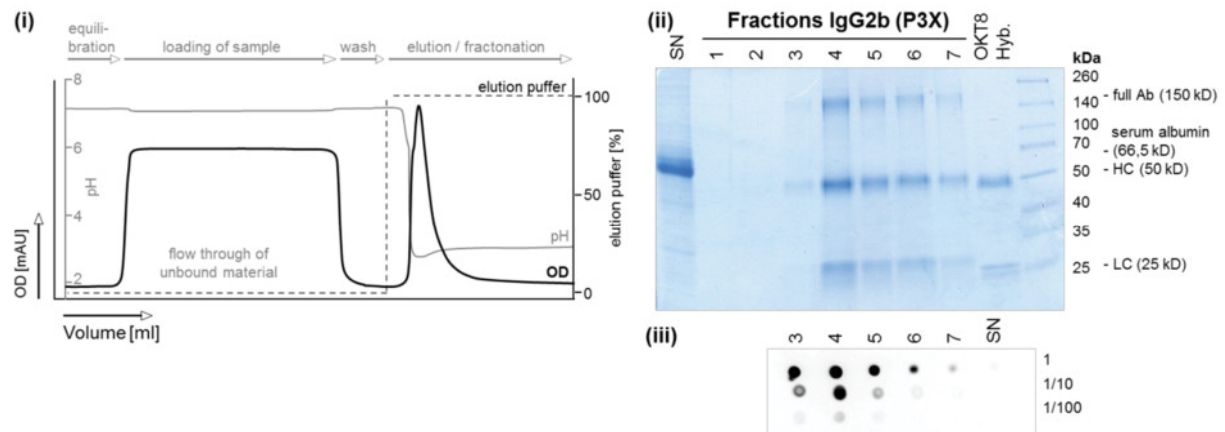 (i)
equili-
bration
loading of sample
wash
elution / fractonation
8
6
4
2
pH
OD [mAU]
elution puffer
100
50
0
elution puffer [%]
flow through of
unbound material
pH
OD
Volume [ml]
(ii)
Fractions IgG2b (P3X)
SN
1
2
3
4
5
6
7
OKT8
Hyb.
kDa
260
140
100
70
50
40
35
25
- full Ab (150 kD)
serum albumin
- (66,5 kD)
- HC (50 kD)
- LC (25 kD)
(iii)
3
4
5
6
7
SN
1
1/10
1/100